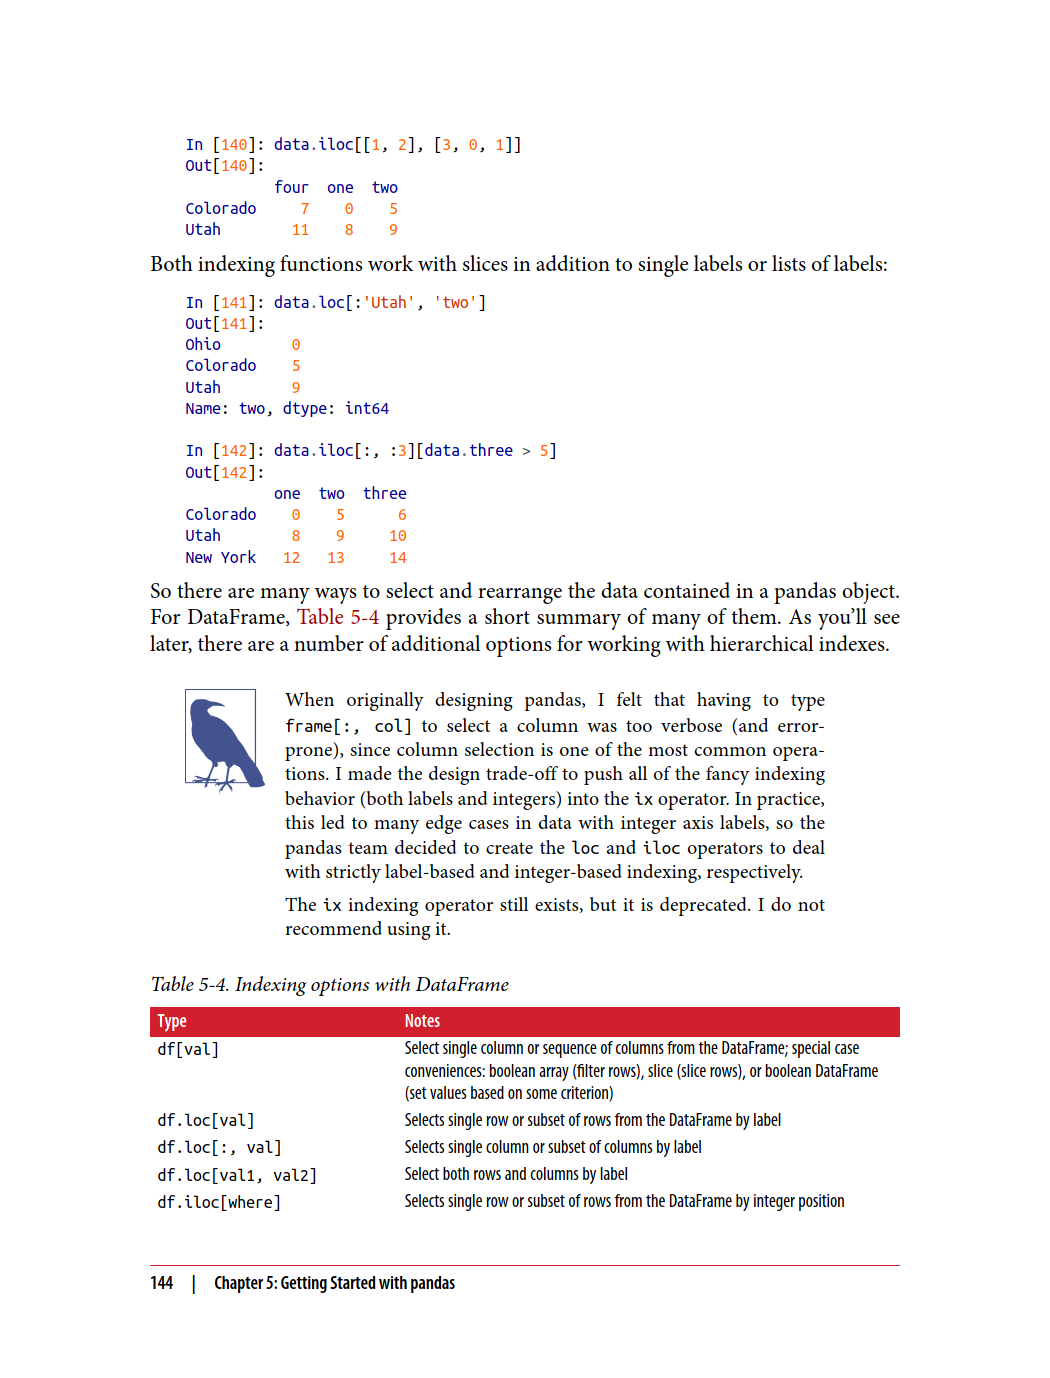 In [140]: data.iloc[[1, 2], [3, 0, 1]]
Out[140]:
          four  one  two
Colorado     7    0    5
Utah        11    8    9
Both indexing functions work with slices in addition to single labels or lists of labels:
In [141]: data.loc[:'Utah', 'two']
Out[141]:
Ohio        0
Colorado    5
Utah        9
Name: two, dtype: int64
In [142]: data.iloc[:, :3][data.three > 5]
Out[142]:
          one  two  three
Colorado    0    5      6
Utah        8    9     10
New York   12   13     14
So there are many ways to select and rearrange the data contained in a pandas object.
For DataFrame, Table 5-4 provides a short summary of many of them. As you’ll see
later, there are a number of additional options for working with hierarchical indexes.
When originally designing pandas, I felt that having to type
frame[:, col] to select a column was too verbose (and error-
prone), since column selection is one of the most common opera-
tions. I made the design trade-off to push all of the fancy indexing
behavior (both labels and integers) into the ix operator. In practice,
this led to many edge cases in data with integer axis labels, so the
pandas team decided to create the loc and iloc operators to deal
with strictly label-based and integer-based indexing, respectively.
The ix indexing operator still exists, but it is deprecated. I do not
recommend using it.
Table 5-4. Indexing options with DataFrame
Type Notes
df[val] Select single column or sequence of columns from the DataFrame; special case
conveniences: boolean array (filter rows), slice (slice rows), or boolean DataFrame
(set values based on some criterion)
df.loc[val] Selects single row or subset of rows from the DataFrame by label
df.loc[:, val] Selects single column or subset of columns by label
df.loc[val1, val2] Select both rows and columns by label
df.iloc[where] Selects single row or subset of rows from the DataFrame by integer position
144 | Chapter 5: Getting Started with pandas